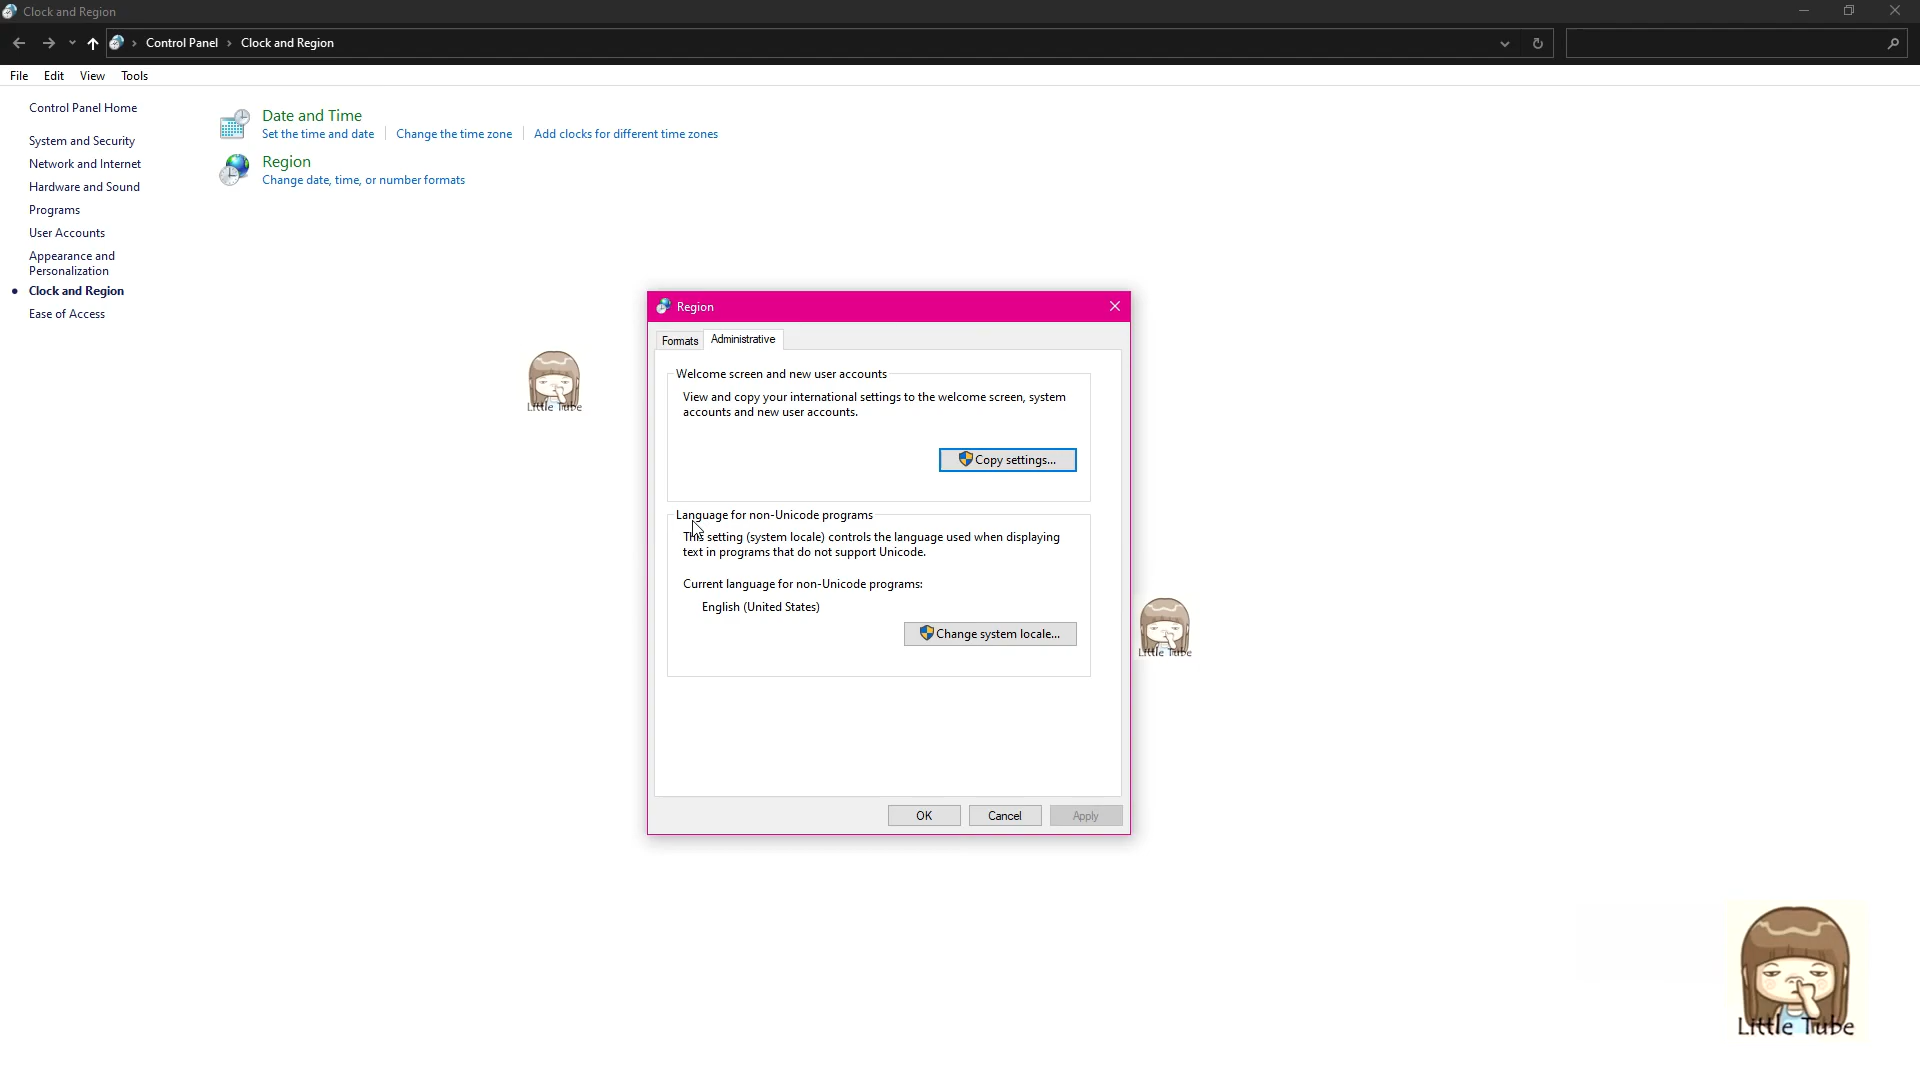 Clock and Region
Control Panel > Clock and Region
File Edit View Tools
Control Panel Home
System and Security
Network and Internet
Hardware and Sound
Programs
User Accounts
Appearance and
Personalization
Clock and Region
Ease of Access
Date and Time
Set the time and date Change the time zone Add clocks for different time zones
Region
Change date, time, or number formats
Little Tube
Region
Formats Administrative
Welcome screen and new user accounts
View and copy your international settings to the welcome screen, system
accounts and new user accounts.
Copy settings...
Language for non-Unicode programs
This setting (system locale) controls the language used when displaying
text in programs that do not support Unicode.
Current language for non-Unicode programs:
English (United States)
Change system locale...
OK Cancel Apply
Little Tube
Little Tube